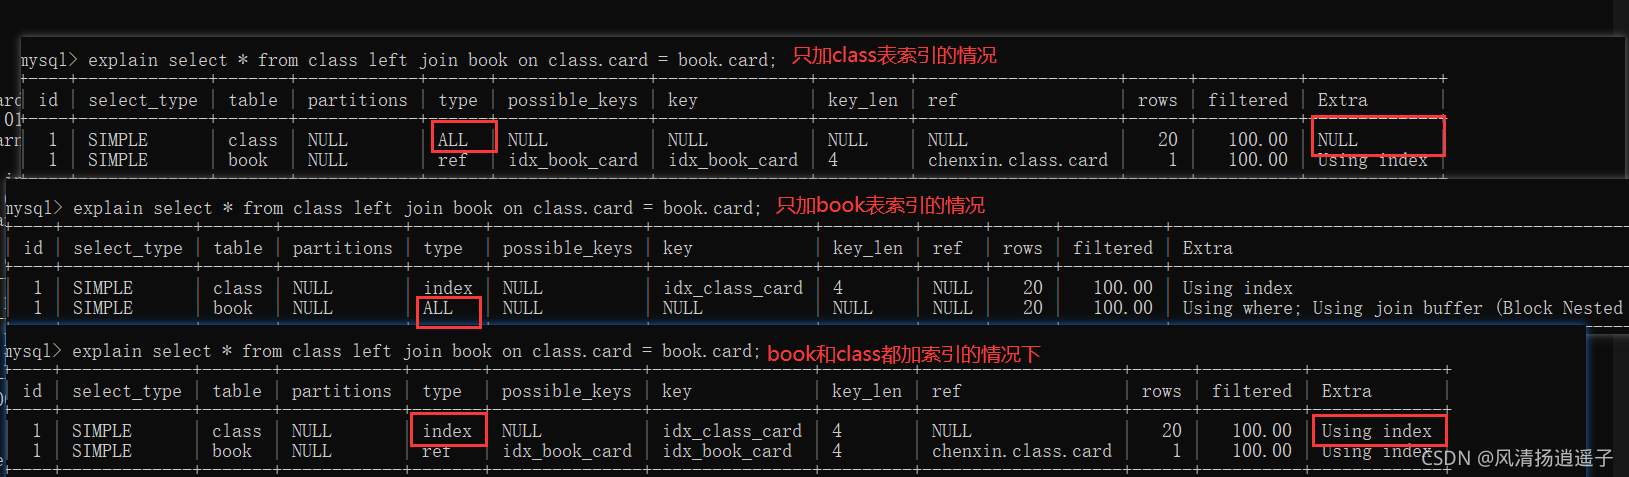 mysql> explain select * from class left join book on class.card = book.card; 只加class表索引的情况
| id | select_type | table | partitions | type | possible_keys | key | key_len | ref | rows | filtered | Extra |
| 1 | SIMPLE | class | NULL | ALL | NULL | NULL | NULL | NULL | 20 | 100.00 | NULL |
| 1 | SIMPLE | book | NULL | ref | idx_book_card | idx_book_card | 4 | chenxin.class.card | 1 | 100.00 | Using index |
mysql> explain select * from class left join book on class.card = book.card; 只加book表索引的情况
| id | select_type | table | partitions | type | possible_keys | key | key_len | ref | rows | filtered | Extra
| 1 | SIMPLE | class | NULL | index | NULL | idx_class_card | 4 | NULL | 20 | 100.00 | Using index
| 1 | SIMPLE | book | NULL | ALL | NULL | NULL | NULL | NULL | 20 | 100.00 | Using where; Using join buffer (Block Nested
mysql> explain select * from class left join book on class.card = book.card; book和class都加索引的情况下
| id | select_type | table | partitions | type | possible_keys | key | key_len | ref | rows | filtered | Extra |
| 1 | SIMPLE | class | NULL | index | NULL | idx_class_card | 4 | NULL | 20 | 100.00 | Using index |
| 1 | SIMPLE | book | NULL | ref | idx_book_card | idx_book_card | 4 | chenxin.class.card | 1 | 100.00 | Using index |
CSDN @风清扬逍遥子